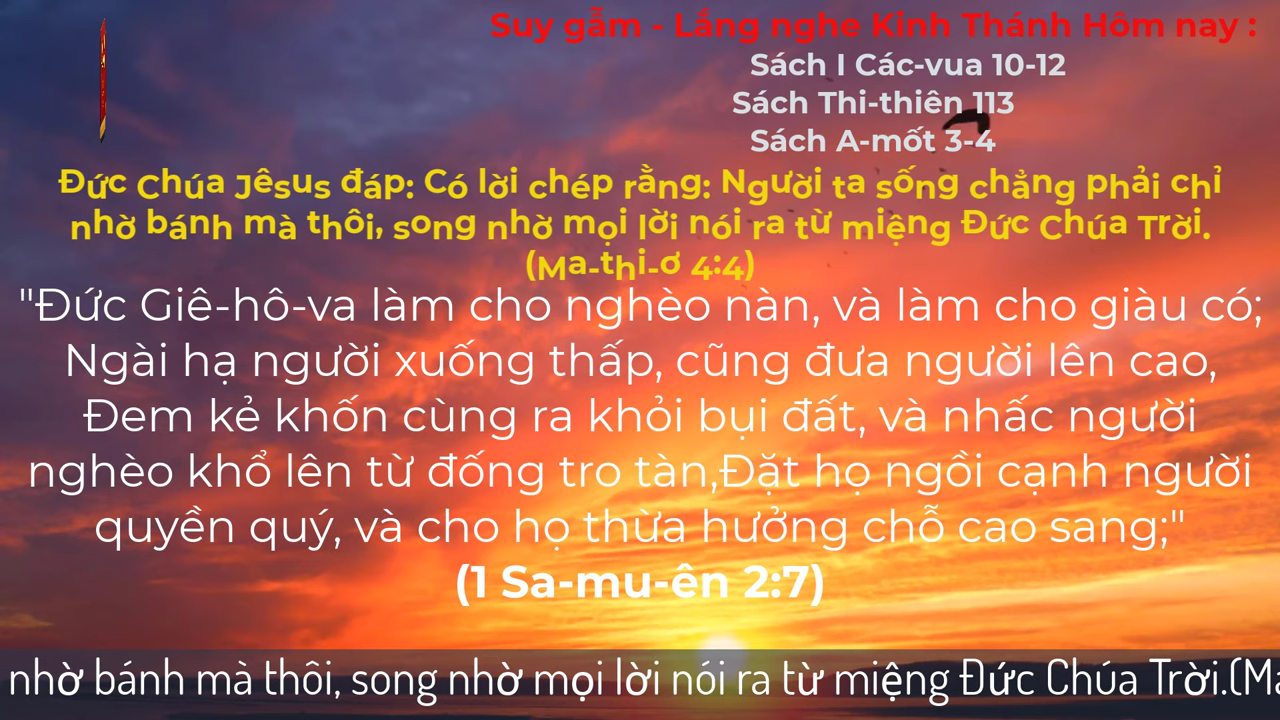 Suy gẫm - Lắng nghe Kinh Thánh Hôm nay :
Sách I Các-vua 10-12
Sách Thi-thiên 113
Sách A-mốt 3-4
Đức Chúa Jêsus đáp: Có lời chép rằng: Người ta sống chẳng phải chỉ
nhờ bánh mà thôi, song nhờ mọi lời nói ra từ miệng Đức Chúa Trời.
(Ma-thi-ơ 4:4)
"Đức Giê-hô-va làm cho nghèo nàn, và làm cho giàu có;
Ngài hạ người xuống thấp, cũng đưa người lên cao,
Đem kẻ khốn cùng ra khỏi bụi đất, và nhấc người
nghèo khổ lên từ đống tro tàn,Đặt họ ngồi cạnh người
quyền quý, và cho họ thừa hưởng chỗ cao sang;"
(1 Sa-mu-ên 2:7)
nhờ bánh mà thôi, song nhờ mọi lời nói ra từ miệng Đức Chúa Trời.(Ma